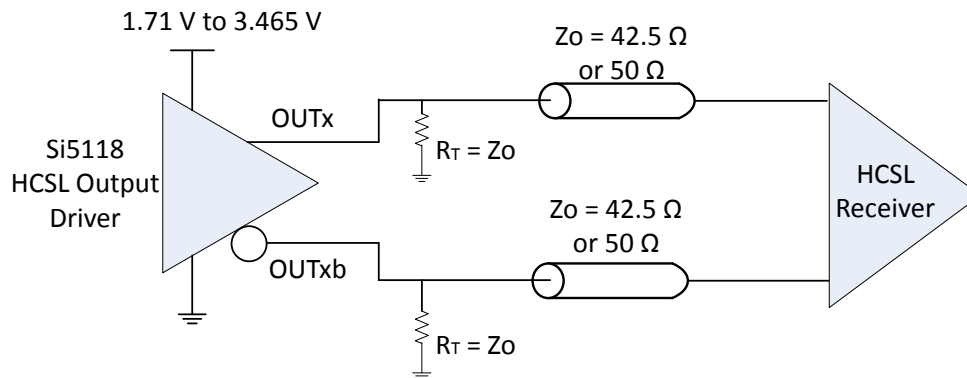 1.71 V to 3.465 V
Zo = 42.5 Ω
or 50 Ω
OUTx
Si5118
HCSL Output
Driver
RT = Zo
HCSL
Receiver
Zo = 42.5 Ω
or 50 Ω
OUTxb
RT = Zo